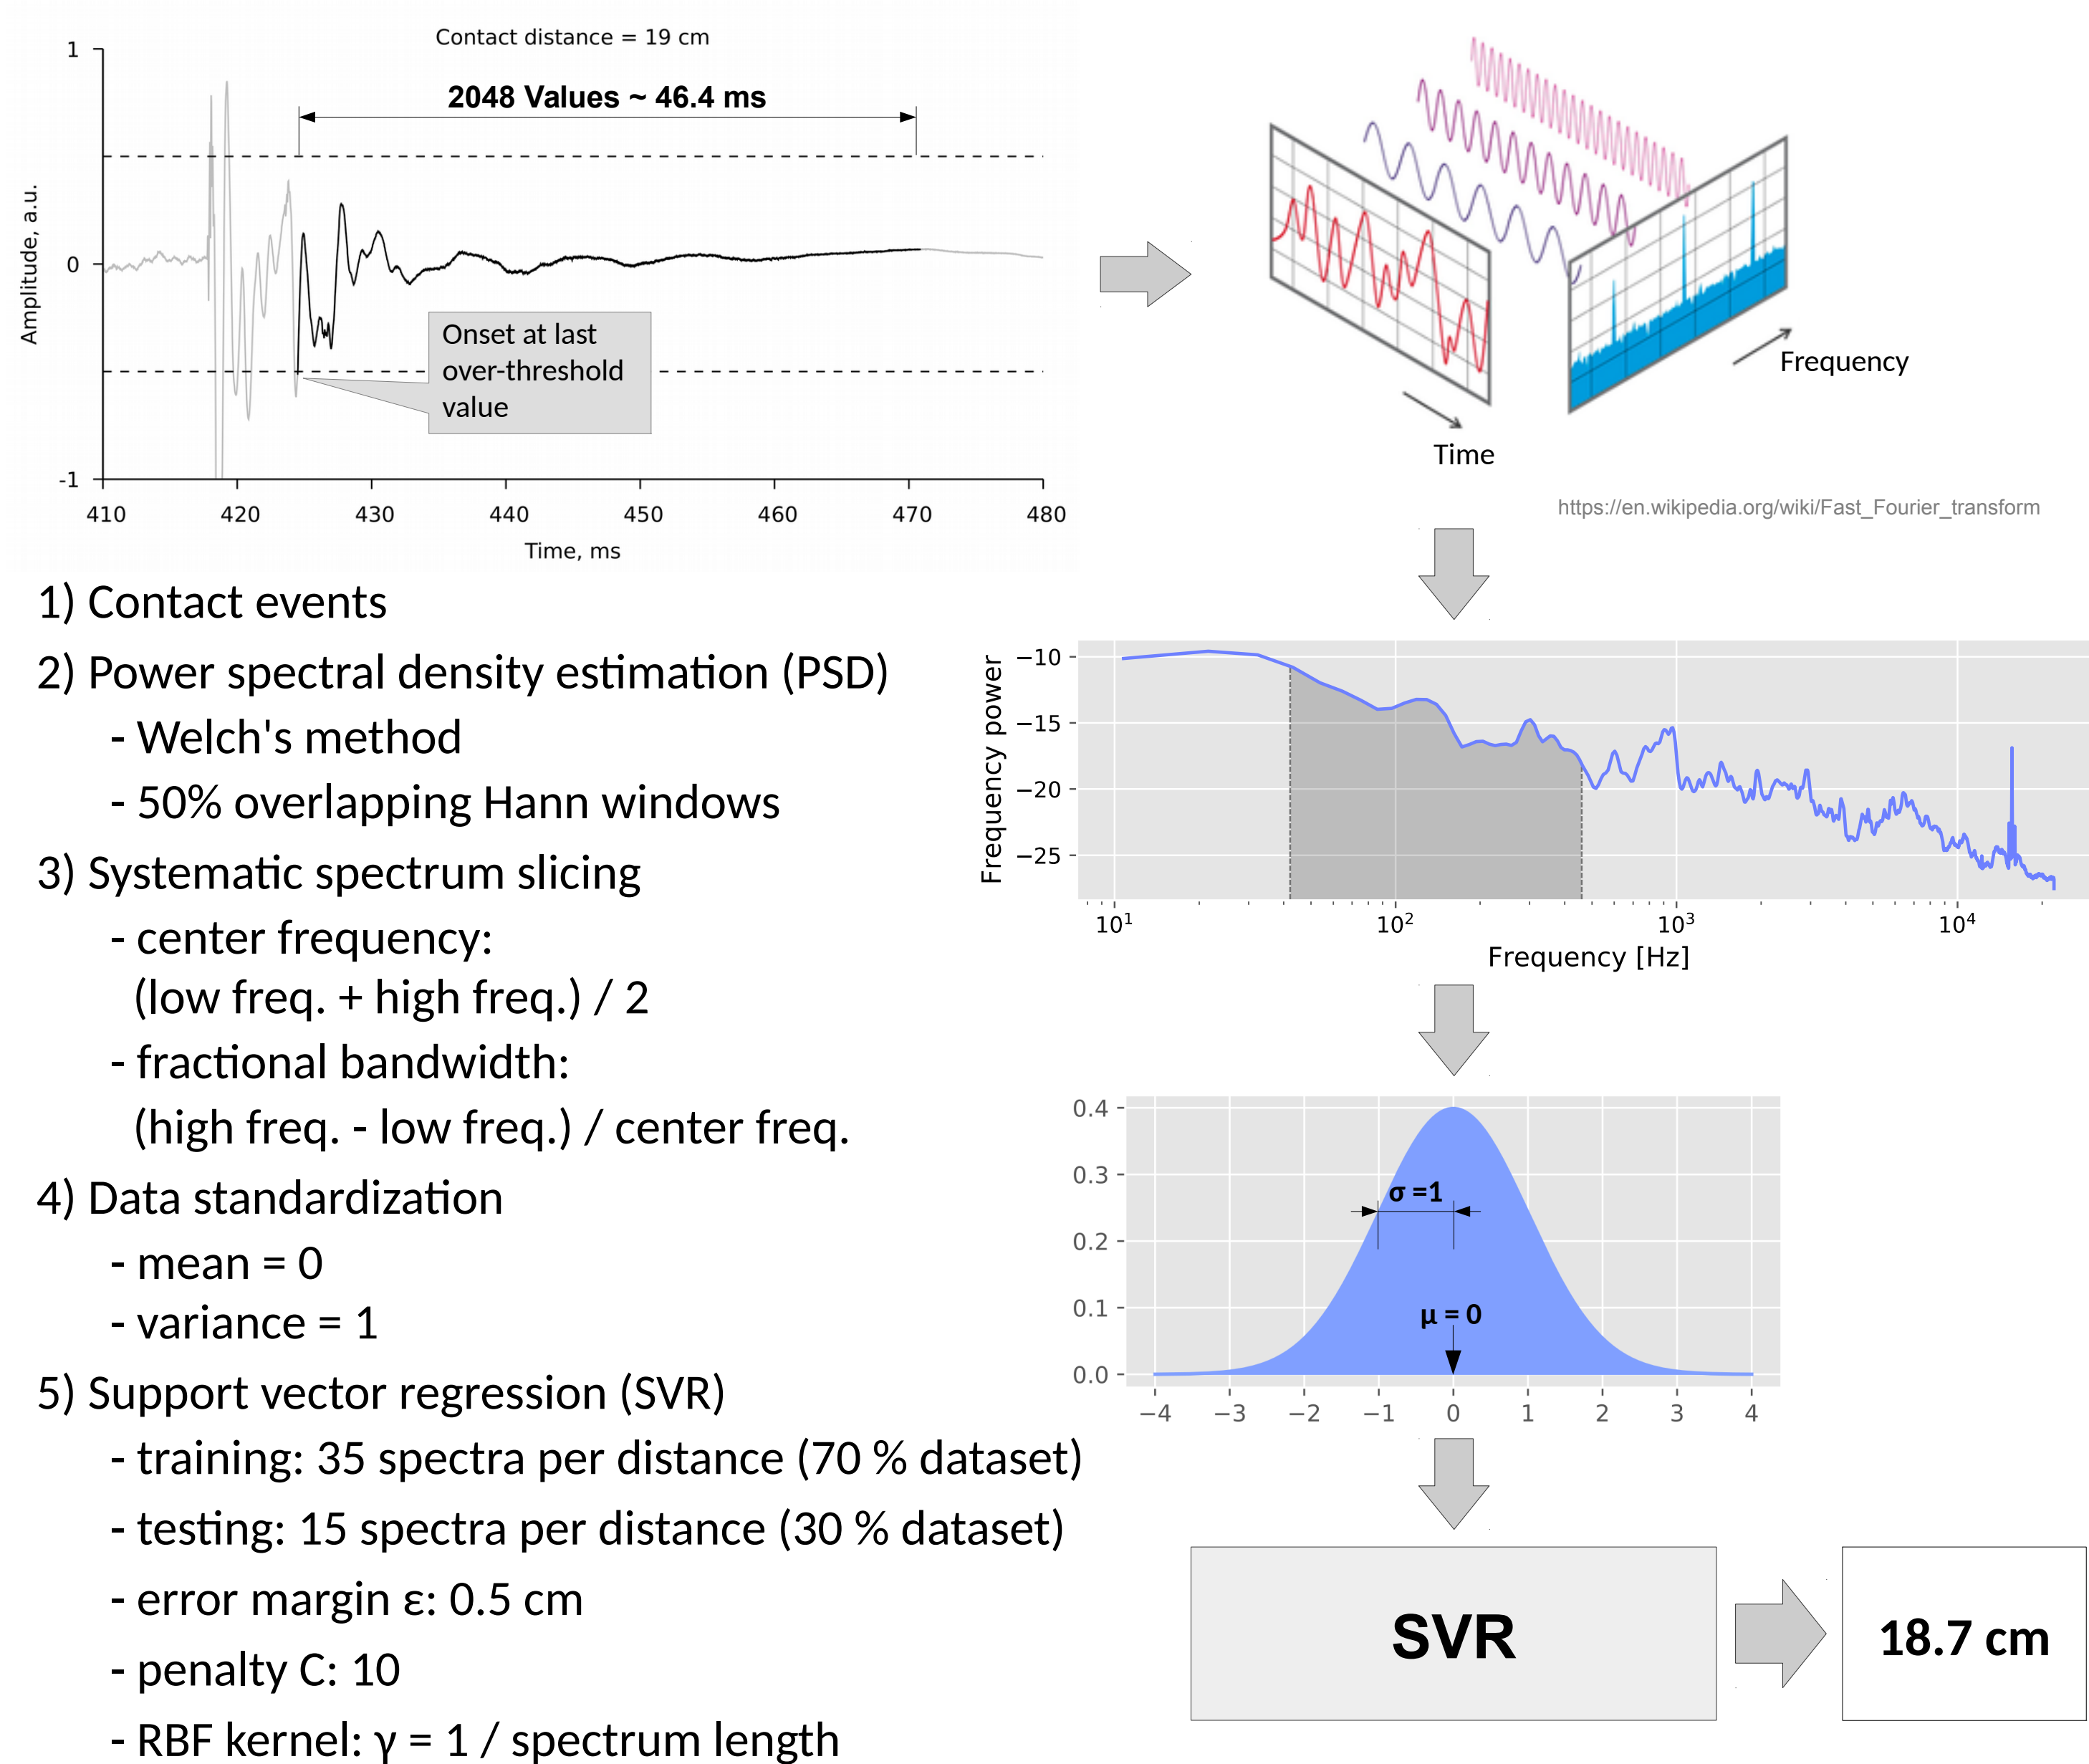 Contact distance = 19 cm
2048 Values ~ 46.4 ms
1
0
-1
Amplitude, a.u.
Onset at last
over-threshold
value
410 420 430 440 450 460 470 480
Time, ms
Time
Frequency
https://en.wikipedia.org/wiki/Fast_Fourier_transform
1) Contact events
2) Power spectral density estimation (PSD)
- Welch's method
- 50% overlapping Hann windows
3) Systematic spectrum slicing
- center frequency:
(low freq. + high freq.) / 2
- fractional bandwidth:
(high freq. - low freq.) / center freq.
4) Data standardization
- mean = 0
- variance = 1
5) Support vector regression (SVR)
- training: 35 spectra per distance (70 % dataset)
- testing: 15 spectra per distance (30 % dataset)
- error margin ε: 0.5 cm
- penalty C: 10
- RBF kernel: γ = 1 / spectrum length
Frequency power
−10
−15
−20
−25
10¹ 10² 10³ 10⁴
Frequency [Hz]
0.4
0.3
0.2
0.1
0.0
σ =1
μ = 0
−4 −3 −2 −1 0 1 2 3 4
SVR
18.7 cm